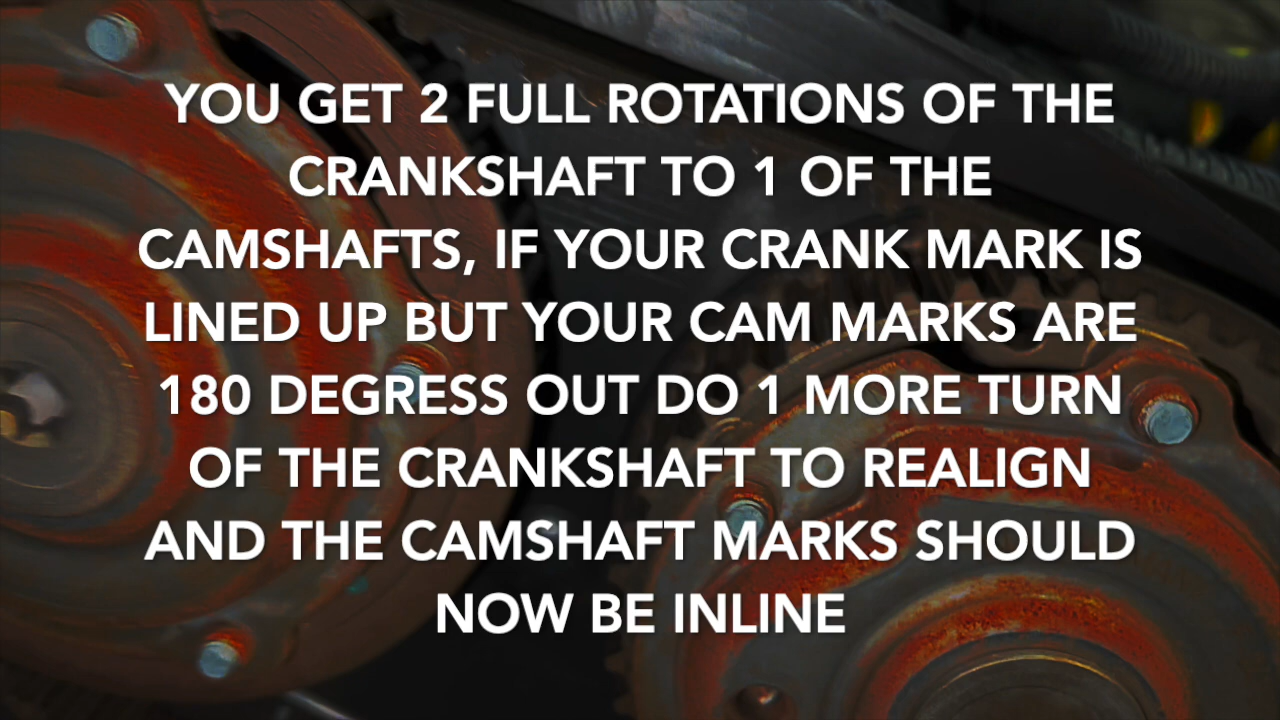 YOU GET 2 FULL ROTATIONS OF THE
CRANKSHAFT TO 1 OF THE
CAMSHAFTS, IF YOUR CRANK MARK IS
LINED UP BUT YOUR CAM MARKS ARE
180 DEGRESS OUT DO 1 MORE TURN
OF THE CRANKSHAFT TO REALIGN
AND THE CAMSHAFT MARKS SHOULD
NOW BE INLINE